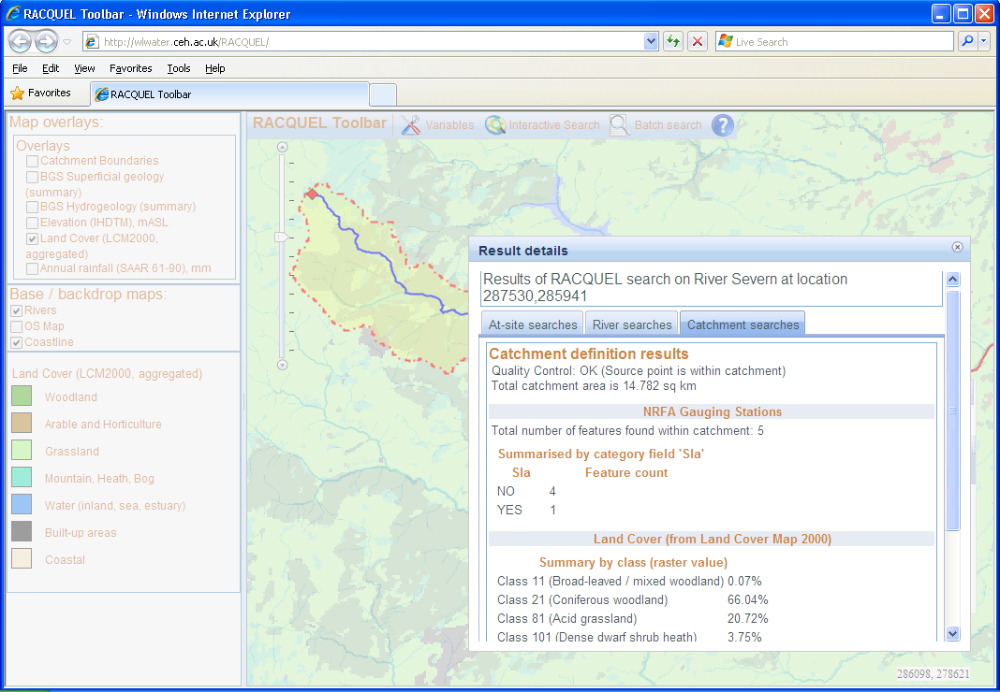 RACQUEL Toolbar - Windows Internet Explorer
http://wlwater.ceh.ac.uk/RACQUEL/
Live Search
File Edit View Favorites Tools Help
Favorites
RACQUEL Toolbar
Map overlays:
Overlays
Catchment Boundaries
BGS Superficial geology
(summary)
BGS Hydrogeology (summary)
Elevation (IHDTM), mASL
Land Cover (LCM2000,
aggregated)
Annual rainfall (SAAR 61-90), mm
Base / backdrop maps:
Rivers
OS Map
Coastline
Land Cover (LCM2000, aggregated)
Woodland
Arable and Horticulture
Grassland
Mountain, Heath, Bog
Water (inland, sea, estuary)
Built-up areas
Coastal
RACQUEL Toolbar Variables Interactive Search Batch search ?
Result details
Results of RACQUEL search on River Severn at location
287530,285941
At-site searches River searches Catchment searches
Catchment definition results
Quality Control: OK (Source point is within catchment)
Total catchment area is 14.782 sq km
NRFA Gauging Stations
Total number of features found within catchment: 5
Summarised by category field 'Sla'
Sla Feature count
NO 4
YES 1
Land Cover (from Land Cover Map 2000)
Summary by class (raster value)
Class 11 (Broad-leaved / mixed woodland) 0.07%
Class 21 (Coniferous woodland) 66.04%
Class 81 (Acid grassland) 20.72%
Class 101 (Dense dwarf shrub heath) 3.75%
286098, 278621